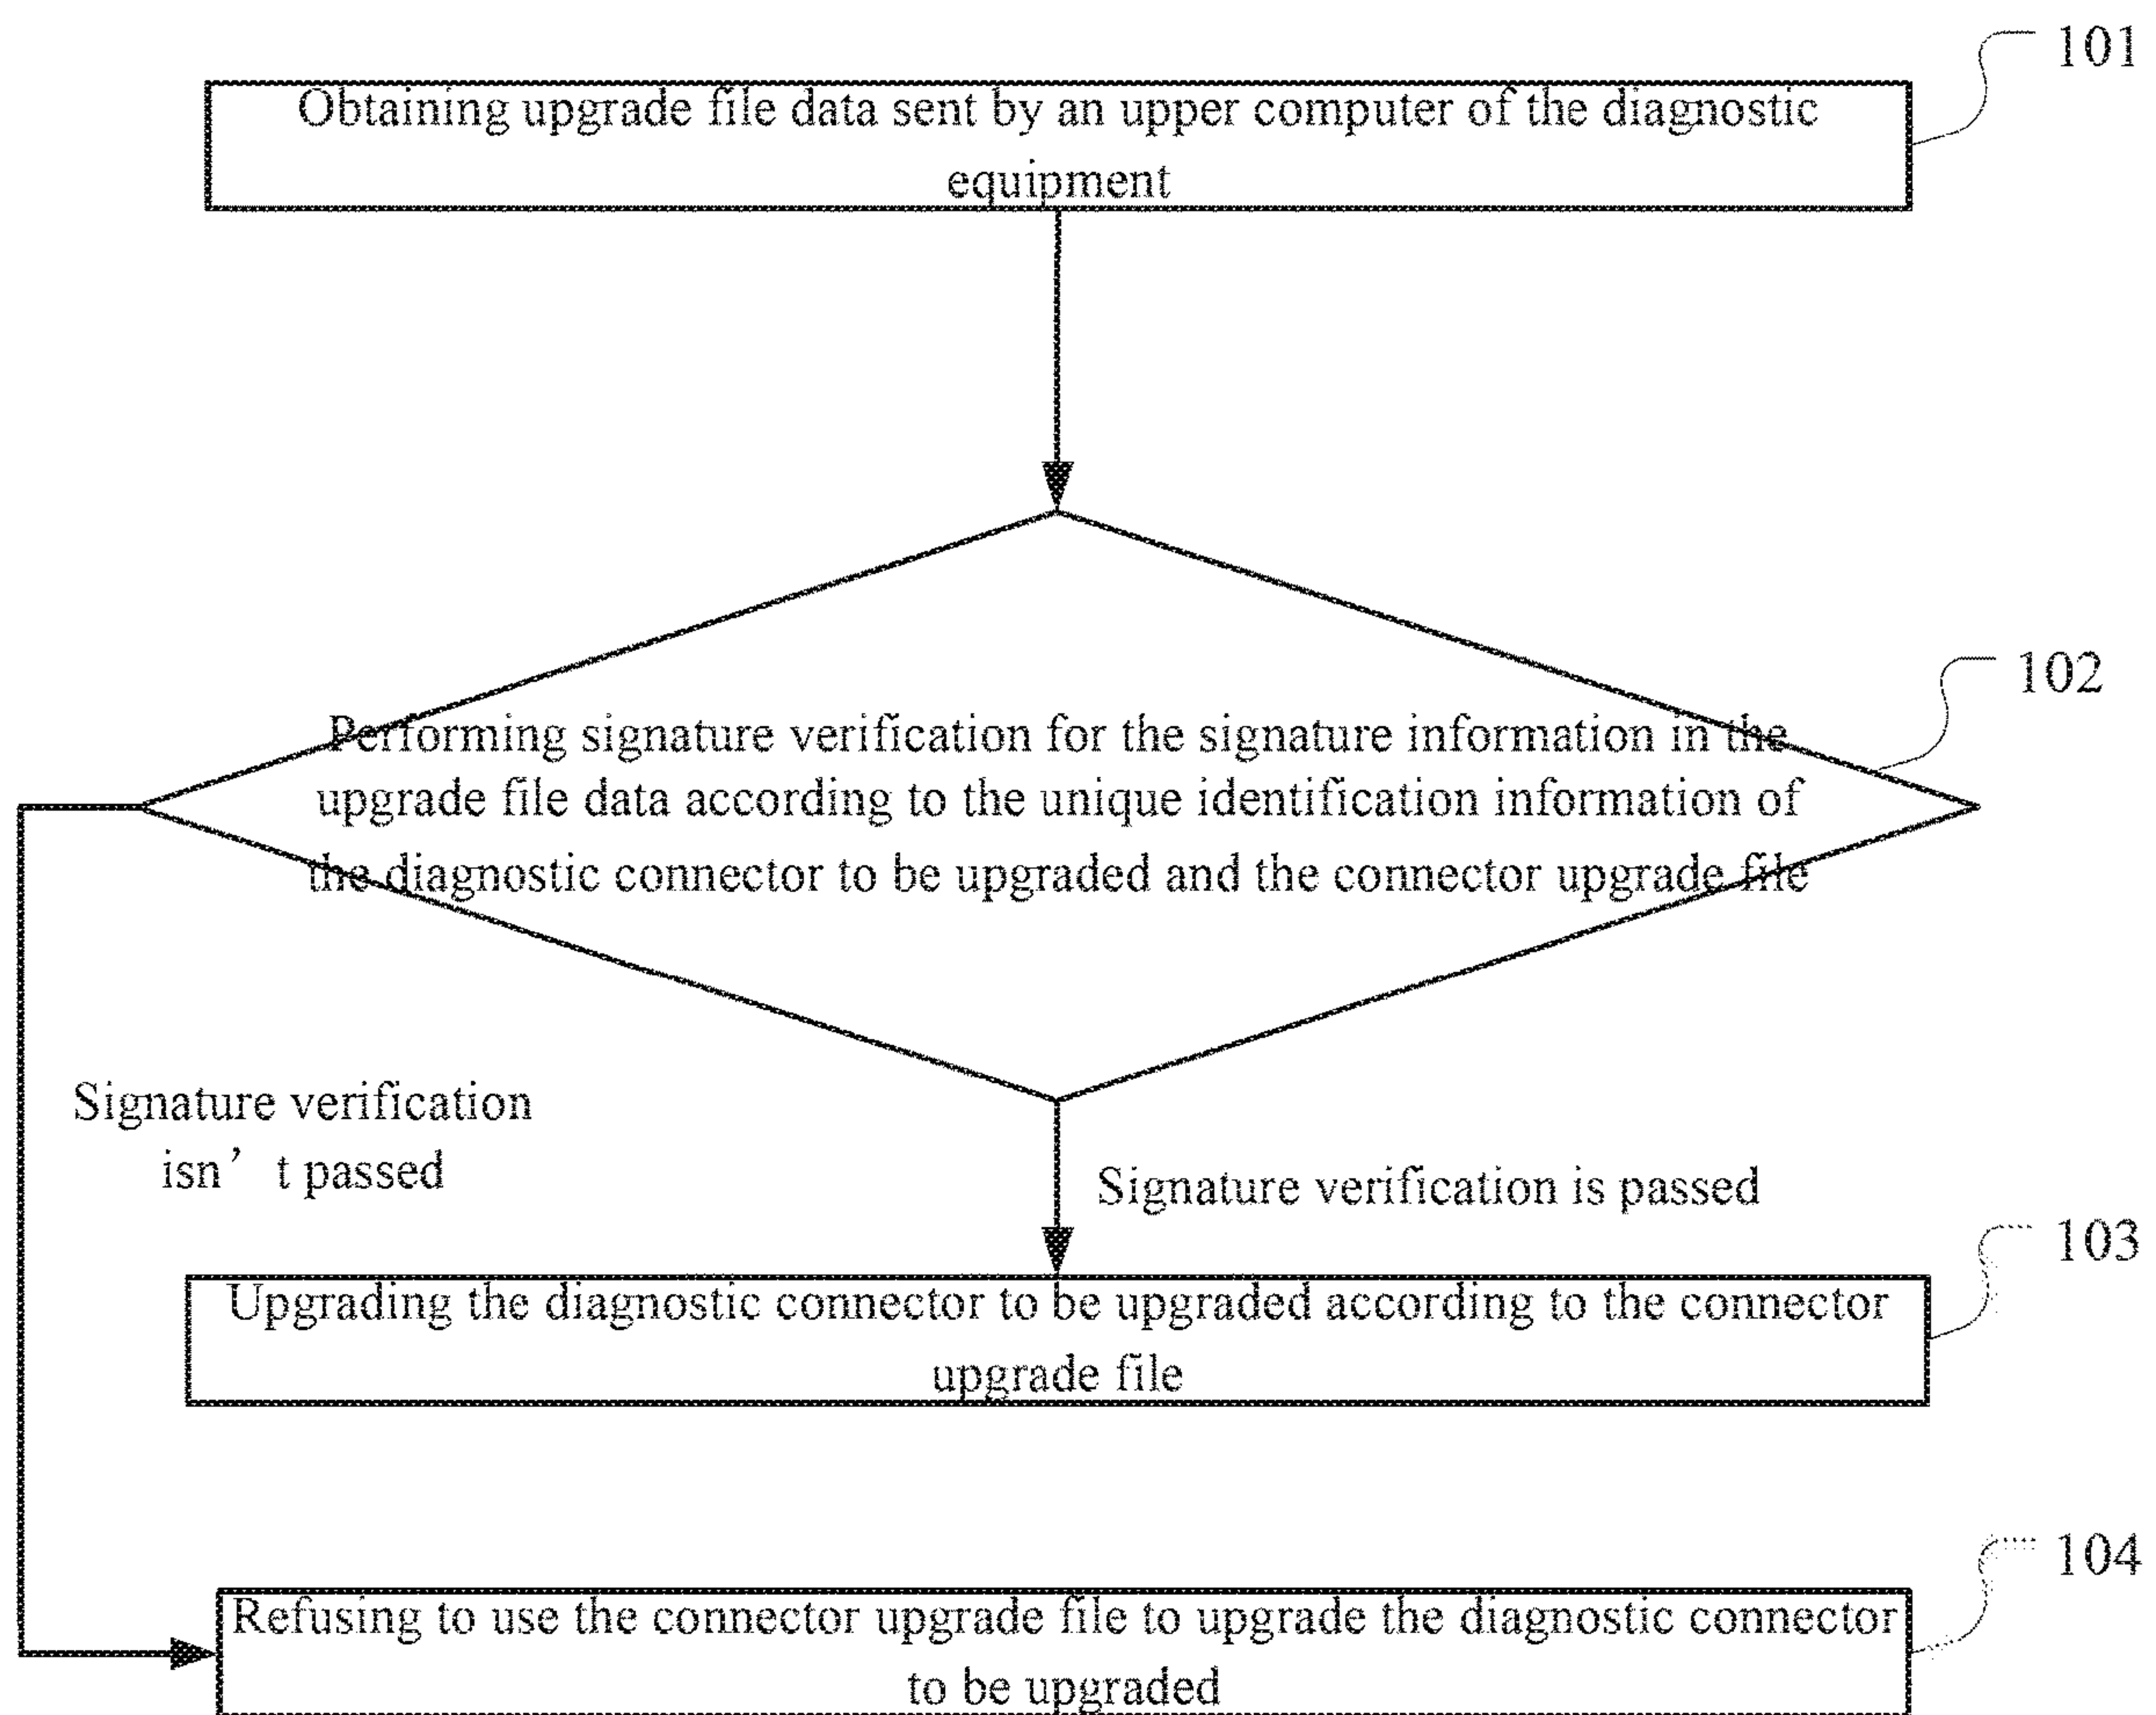 101
Obtaining upgrade file data sent by an upper computer of the diagnostic
equipment
102
Performing signature verification for the signature information in the
upgrade file data according to the unique identification information of
the diagnostic connector to be upgraded and the connector upgrade file
Signature verification
isn’ t passed
Signature verification is passed
103
Upgrading the diagnostic connector to be upgraded according to the connector
upgrade file
104
Refusing to use the connector upgrade file to upgrade the diagnostic connector
to be upgraded